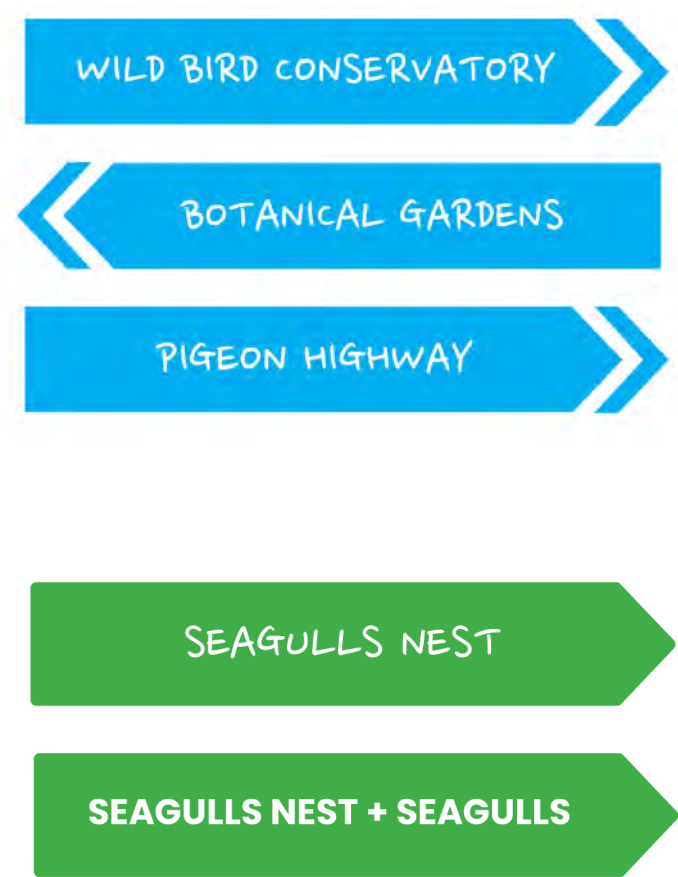 WILD BIRD CONSERVATORY
BOTANICAL GARDENS
PIGEON HIGHWAY
SEAGULLS NEST
SEAGULLS NEST + SEAGULLS